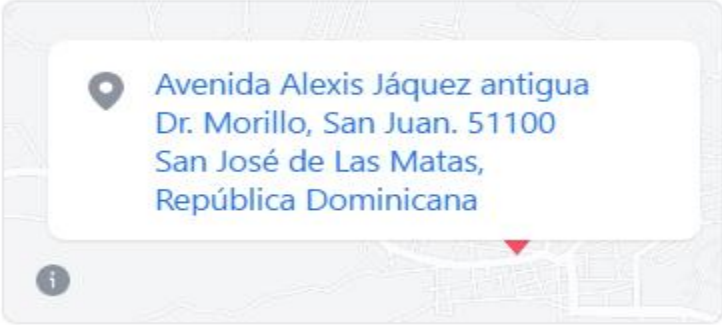 Avenida Alexis Jáquez antigua
Dr. Morillo, San Juan. 51100
San José de Las Matas,
República Dominicana